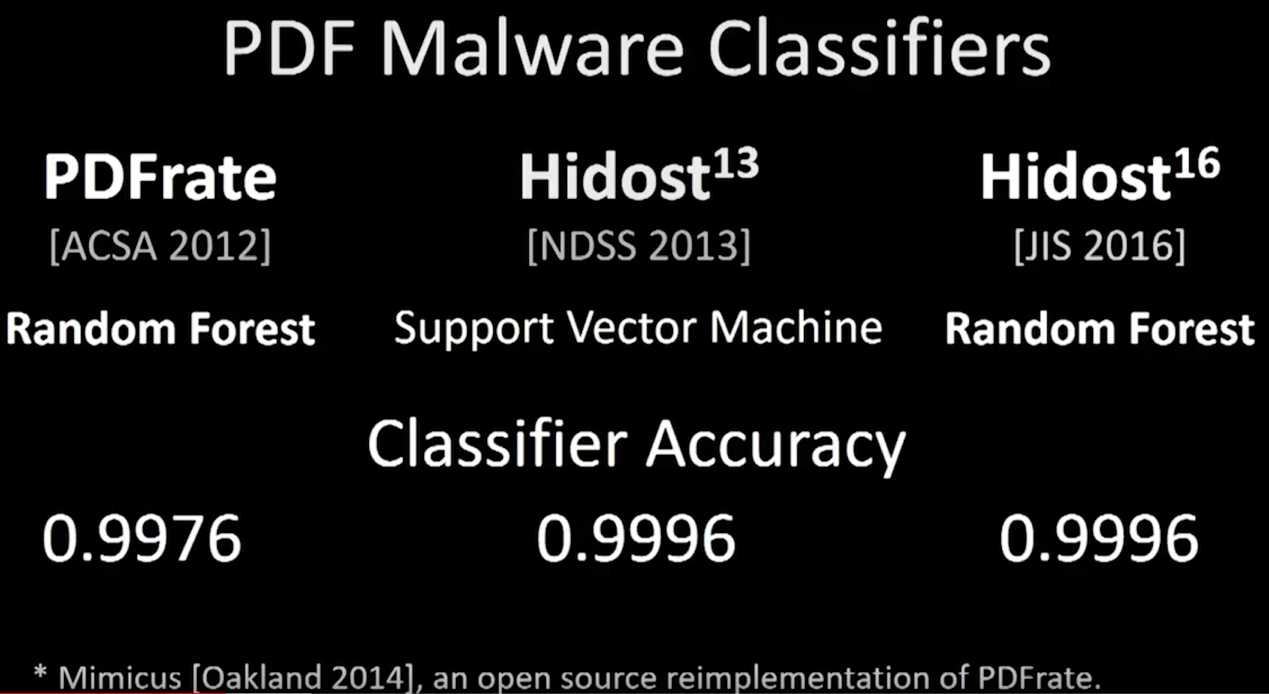 PDF Malware Classifiers
PDFrate Hidost¹³ Hidost¹⁶
[ACSA 2012] [NDSS 2013] [JIS 2016]
Random Forest Support Vector Machine Random Forest
Classifier Accuracy
0.9976 0.9996 0.9996
* Mimicus [Oakland 2014], an open source reimplementation of PDFrate.